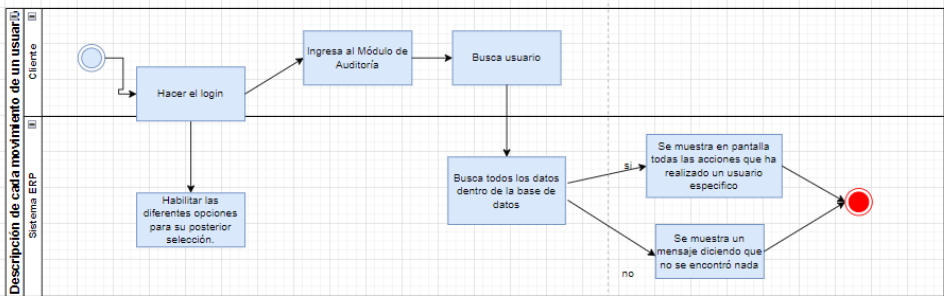 Descripción de cada movimiento de un usuario
Cliente
Hacer el login
Ingresa al Módulo de
Auditoría
Busca usuario
Sistema ERP
Habilitar las
diferentes opciones
para su posterior
selección.
Busca todos los datos
dentro de la base de
datos
si
Se muestra en pantalla
todas las acciones que ha
realizado un usuario
especifico
no
Se muestra un
mensaje diciendo que
no se encontró nada